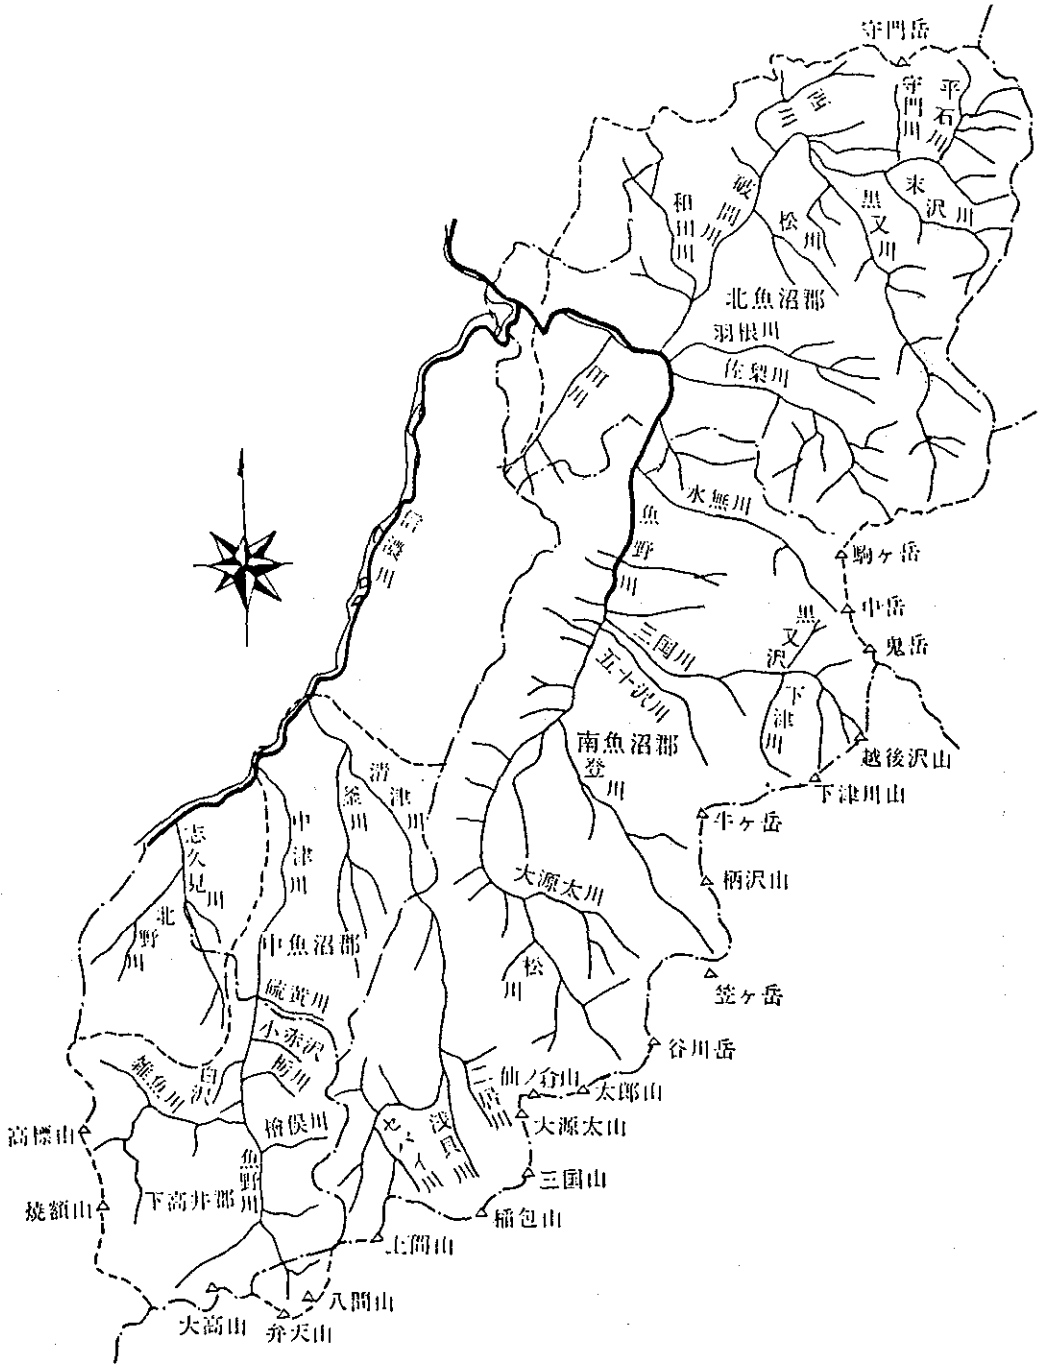 守門岳
守門川
平石川
西川
末沢川
黒又川
破間川
和田川
松川
北魚沼郡
羽根川
佐梨川
田川
水無川
魚野川
信濃川
駒ヶ岳
中岳
鬼岳
黒又沢
三国川
五十沢川
下津川
越後沢山
下津川山
南魚沼郡
登川
牛ヶ岳
清津川
釜川
中津川
志久見川
北野川
大源太川
柄沢山
松川
中魚沼郡
笠ヶ岳
硫黄川
小赤沢
谷川岳
栃川
白沢
雑魚川
仙ノ倉山
太郎山
二居川
大源太山
高標山
檜俣川
浅貝川
魚野川
三国山
下高井郡
焼額山
稲包山
上間山
八間山
大高山
弁天山